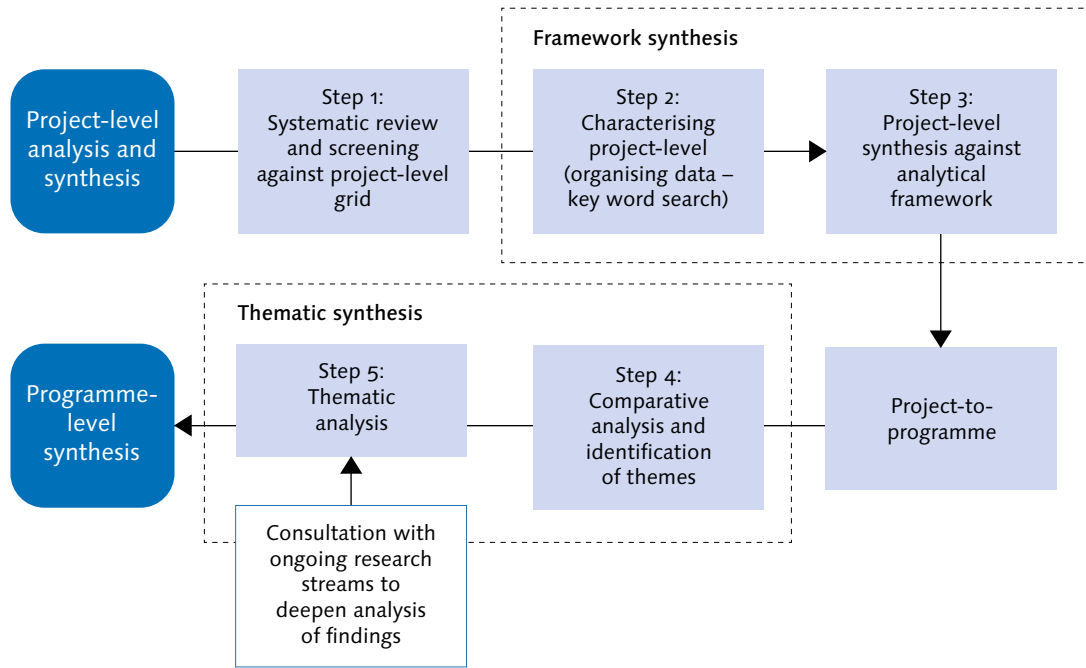 Framework synthesis
Project-level
analysis and
synthesis
Step 1:
Systematic review
and screening
against project-level
grid
Step 2:
Characterising
project-level
(organising data –
key word search)
Step 3:
Project-level
synthesis against
analytical
framework
Thematic synthesis
Programme-
level
synthesis
Step 5:
Thematic
analysis
Step 4:
Comparative
analysis and
identification
of themes
Project-to-
programme
Consultation with
ongoing research
streams to
deepen analysis
of findings